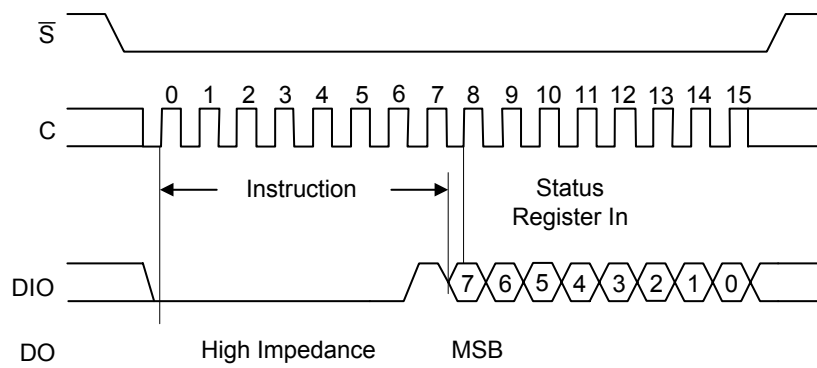 S̅
0 1 2 3 4 5 6 7 8 9 10 11 12 13 14 15
C
Instruction
Status
Register In
DIO
7 6 5 4 3 2 1 0
DO
High Impedance
MSB